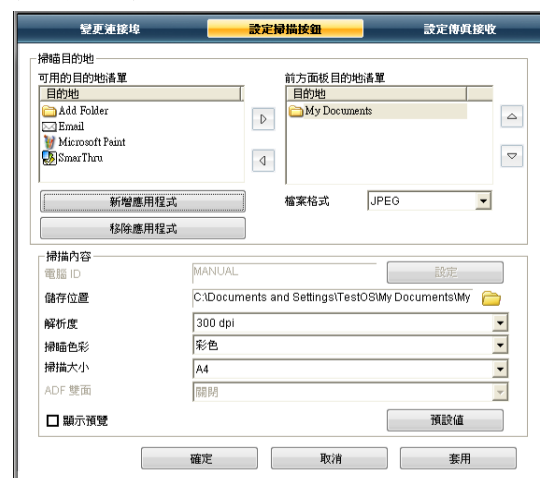 變更連接埠 設定掃描按鈕 設定傳真接收
掃瞄目的地
可用的目的地清單 前方面板目的地清單
目的地 目的地
Add Folder My Documents
Email
Microsoft Paint
SmarThru
新增應用程式 檔案格式 JPEG
移除應用程式
掃描內容
電腦 ID MANUAL 設定
儲存位置 C:\Documents and Settings\TestOS\My Documents\My
解析度 300 dpi
掃瞄色彩 彩色
掃描大小 A4
ADF 雙面 關閉
顯示預覽 預設值
確定 取消 套用